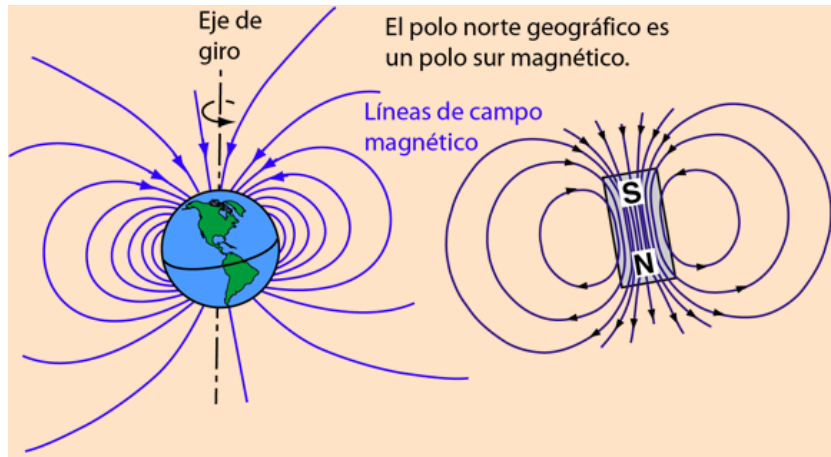 Eje de
giro
El polo norte geográfico es
un polo sur magnético.
Líneas de campo
magnético
S
N